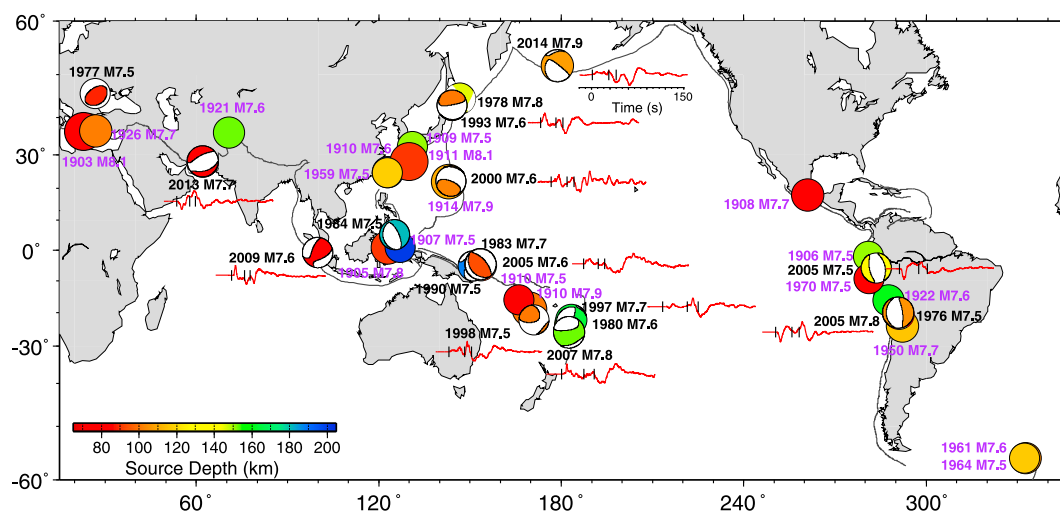 60°
2014 M7.9
1977 M7.5
0
150
Time (s)
1921 M7.6
1978 M7.8
1993 M7.6
1926 M7.7
1903 M8.1
1909 M7.5
1910 M7.6
1911 M8.1
30°
1959 M7.5
2000 M7.6
2013 M7.7
1914 M7.9
1908 M7.7
1984 M7.5
1907 M7.5
1983 M7.7
0°
2009 M7.6
1905 M7.8
2005 M7.6
1906 M7.5
2005 M7.5
1910 M7.5
1970 M7.5
1990 M7.5
1910 M7.9
1922 M7.6
1997 M7.7
1976 M7.5
1980 M7.6
2005 M7.8
1998 M7.5
1950 M7.7
-30°
2007 M7.8
80 100 120 140 160 180 200
Source Depth (km)
1961 M7.6
1964 M7.5
-60°
60° 120° 180° 240° 300°